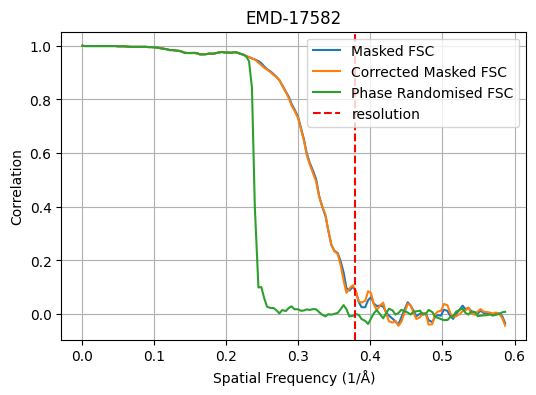 EMD-17582
1.0
0.8
0.6
0.4
0.2
0.0
Correlation
Masked FSC
Corrected Masked FSC
Phase Randomised FSC
resolution
0.0 0.1 0.2 0.3 0.4 0.5 0.6
Spatial Frequency (1/Å)